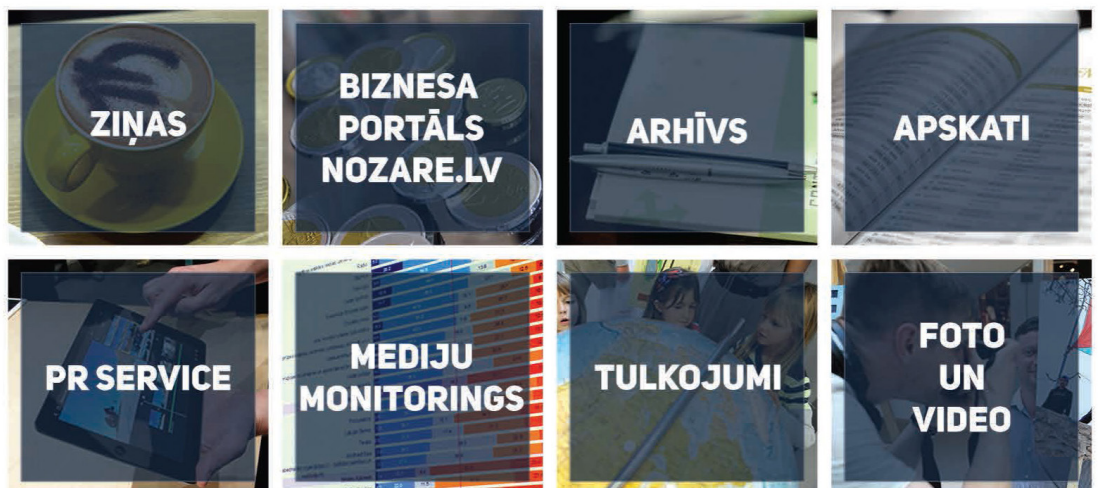 ZIŅAS
BIZNESA
PORTĀLS
NOZARE.LV
ARHĪVS
APSKATI
PR SERVICE
MEDIJU
MONITORINGS
TULKOJUMI
FOTO
UN
VIDEO